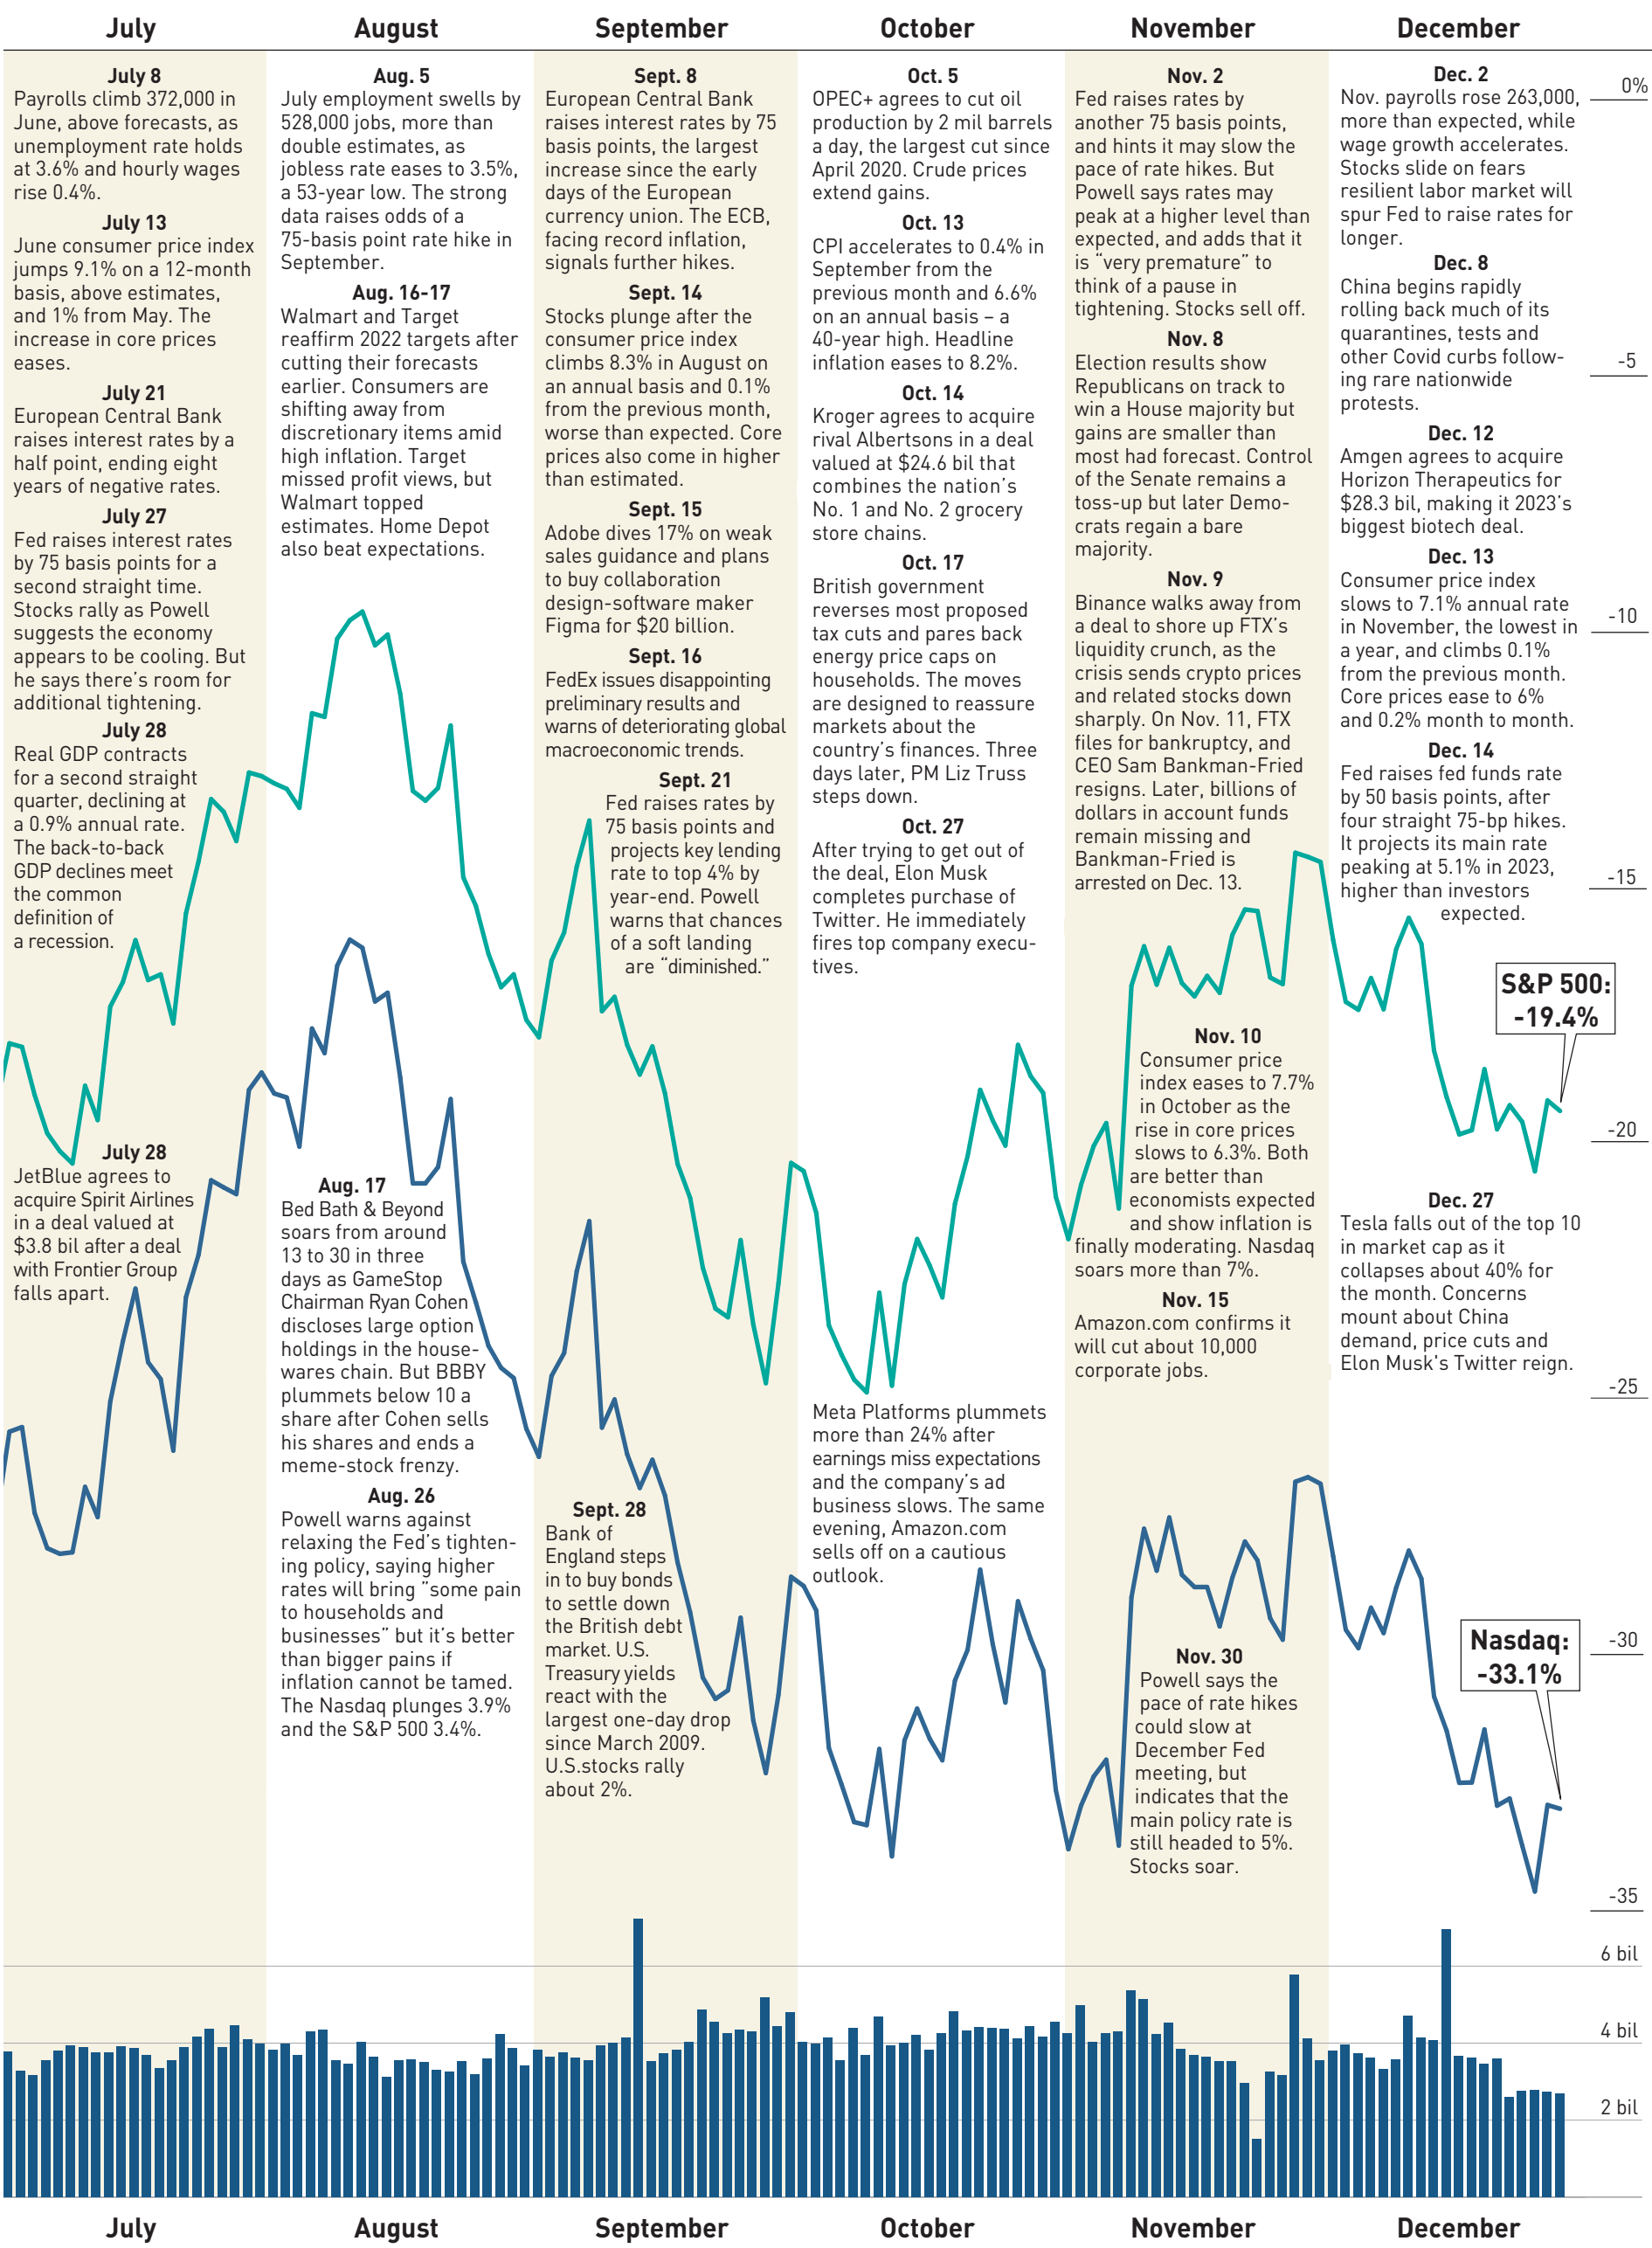 July
August
September
October
November
December
July 8
Payrolls climb 372,000 in
June, above forecasts, as
unemployment rate holds
at 3.6% and hourly wages
rise 0.4%.
July 13
June consumer price index
jumps 9.1% on a 12-month
basis, above estimates,
and 1% from May. The
increase in core prices
eases.
July 21
European Central Bank
raises interest rates by a
half point, ending eight
years of negative rates.
July 27
Fed raises interest rates
by 75 basis points for a
second straight time.
Stocks rally as Powell
suggests the economy
appears to be cooling. But
he says there's room for
additional tightening.
July 28
Real GDP contracts
for a second straight
quarter, declining at
a 0.9% annual rate.
The back-to-back
GDP declines meet
the common
definition of
a recession.
July 28
JetBlue agrees to
acquire Spirit Airlines
in a deal valued at
$3.8 bil after a deal
with Frontier Group
falls apart.
Aug. 5
July employment swells by
528,000 jobs, more than
double estimates, as
jobless rate eases to 3.5%,
a 53-year low. The strong
data raises odds of a
75-basis point rate hike in
September.
Aug. 16-17
Walmart and Target
reaffirm 2022 targets after
cutting their forecasts
earlier. Consumers are
shifting away from
discretionary items amid
high inflation. Target
missed profit views, but
Walmart topped
estimates. Home Depot
also beat expectations.
Aug. 17
Bed Bath & Beyond
soars from around
13 to 30 in three
days as GameStop
Chairman Ryan Cohen
discloses large option
holdings in the house-
wares chain. But BBBY
plummets below 10 a
share after Cohen sells
his shares and ends a
meme-stock frenzy.
Aug. 26
Powell warns against
relaxing the Fed's tighten-
ing policy, saying higher
rates will bring "some pain
to households and
businesses" but it's better
than bigger pains if
inflation cannot be tamed.
The Nasdaq plunges 3.9%
and the S&P 500 3.4%.
Sept. 8
European Central Bank
raises interest rates by 75
basis points, the largest
increase since the early
days of the European
currency union. The ECB,
facing record inflation,
signals further hikes.
Sept. 14
Stocks plunge after the
consumer price index
climbs 8.3% in August on
an annual basis and 0.1%
from the previous month,
worse than expected. Core
prices also come in higher
than estimated.
Sept. 15
Adobe dives 17% on weak
sales guidance and plans
to buy collaboration
design-software maker
Figma for $20 billion.
Sept. 16
FedEx issues disappointing
preliminary results and
warns of deteriorating global
macroeconomic trends.
Sept. 21
Fed raises rates by
75 basis points and
projects key lending
rate to top 4% by
year-end. Powell
warns that chances
of a soft landing
are “diminished.”
Sept. 28
Bank of
England steps
in to buy bonds
to settle down
the British debt
market. U.S.
Treasury yields
react with the
largest one-day drop
since March 2009.
U.S.stocks rally
about 2%.
Oct. 5
OPEC+ agrees to cut oil
production by 2 mil barrels
a day, the largest cut since
April 2020. Crude prices
extend gains.
Oct. 13
CPI accelerates to 0.4% in
September from the
previous month and 6.6%
on an annual basis – a
40-year high. Headline
inflation eases to 8.2%.
Oct. 14
Kroger agrees to acquire
rival Albertsons in a deal
valued at $24.6 bil that
combines the nation's
No. 1 and No. 2 grocery
store chains.
Oct. 17
British government
reverses most proposed
tax cuts and pares back
energy price caps on
households. The moves
are designed to reassure
markets about the
country's finances. Three
days later, PM Liz Truss
steps down.
Oct. 27
After trying to get out of
the deal, Elon Musk
completes purchase of
Twitter. He immediately
fires top company execu-
tives.
Meta Platforms plummets
more than 24% after
earnings miss expectations
and the company's ad
business slows. The same
evening, Amazon.com
sells off on a cautious
outlook.
Nov. 2
Fed raises rates by
another 75 basis points,
and hints it may slow the
pace of rate hikes. But
Powell says rates may
peak at a higher level than
expected, and adds that it
is “very premature” to
think of a pause in
tightening. Stocks sell off.
Nov. 8
Election results show
Republicans on track to
win a House majority but
gains are smaller than
most had forecast. Control
of the Senate remains a
toss-up but later Demo-
crats regain a bare
majority.
Nov. 9
Binance walks away from
a deal to shore up FTX's
liquidity crunch, as the
crisis sends crypto prices
and related stocks down
sharply. On Nov. 11, FTX
files for bankruptcy, and
CEO Sam Bankman-Fried
resigns. Later, billions of
dollars in account funds
remain missing and
Bankman-Fried is
arrested on Dec. 13.
Nov. 10
Consumer price
index eases to 7.7%
in October as the
rise in core prices
slows to 6.3%. Both
are better than
economists expected
and show inflation is
finally moderating. Nasdaq
soars more than 7%.
Nov. 15
Amazon.com confirms it
will cut about 10,000
corporate jobs.
Nov. 30
Powell says the
pace of rate hikes
could slow at
December Fed
meeting, but
indicates that the
main policy rate is
still headed to 5%.
Stocks soar.
Dec. 2
Nov. payrolls rose 263,000,
more than expected, while
wage growth accelerates.
Stocks slide on fears
resilient labor market will
spur Fed to raise rates for
longer.
Dec. 8
China begins rapidly
rolling back much of its
quarantines, tests and
other Covid curbs follow-
ing rare nationwide
protests.
Dec. 12
Amgen agrees to acquire
Horizon Therapeutics for
$28.3 bil, making it 2023's
biggest biotech deal.
Dec. 13
Consumer price index
slows to 7.1% annual rate
in November, the lowest in
a year, and climbs 0.1%
from the previous month.
Core prices ease to 6%
and 0.2% month to month.
Dec. 14
Fed raises fed funds rate
by 50 basis points, after
four straight 75-bp hikes.
It projects its main rate
peaking at 5.1% in 2023,
higher than investors
expected.
S&P 500:
-19.4%
Dec. 27
Tesla falls out of the top 10
in market cap as it
collapses about 40% for
the month. Concerns
mount about China
demand, price cuts and
Elon Musk's Twitter reign.
Nasdaq:
-33.1%
0%
-5
-10
-15
-20
-25
-30
-35
6 bil
4 bil
2 bil
July
August
September
October
November
December